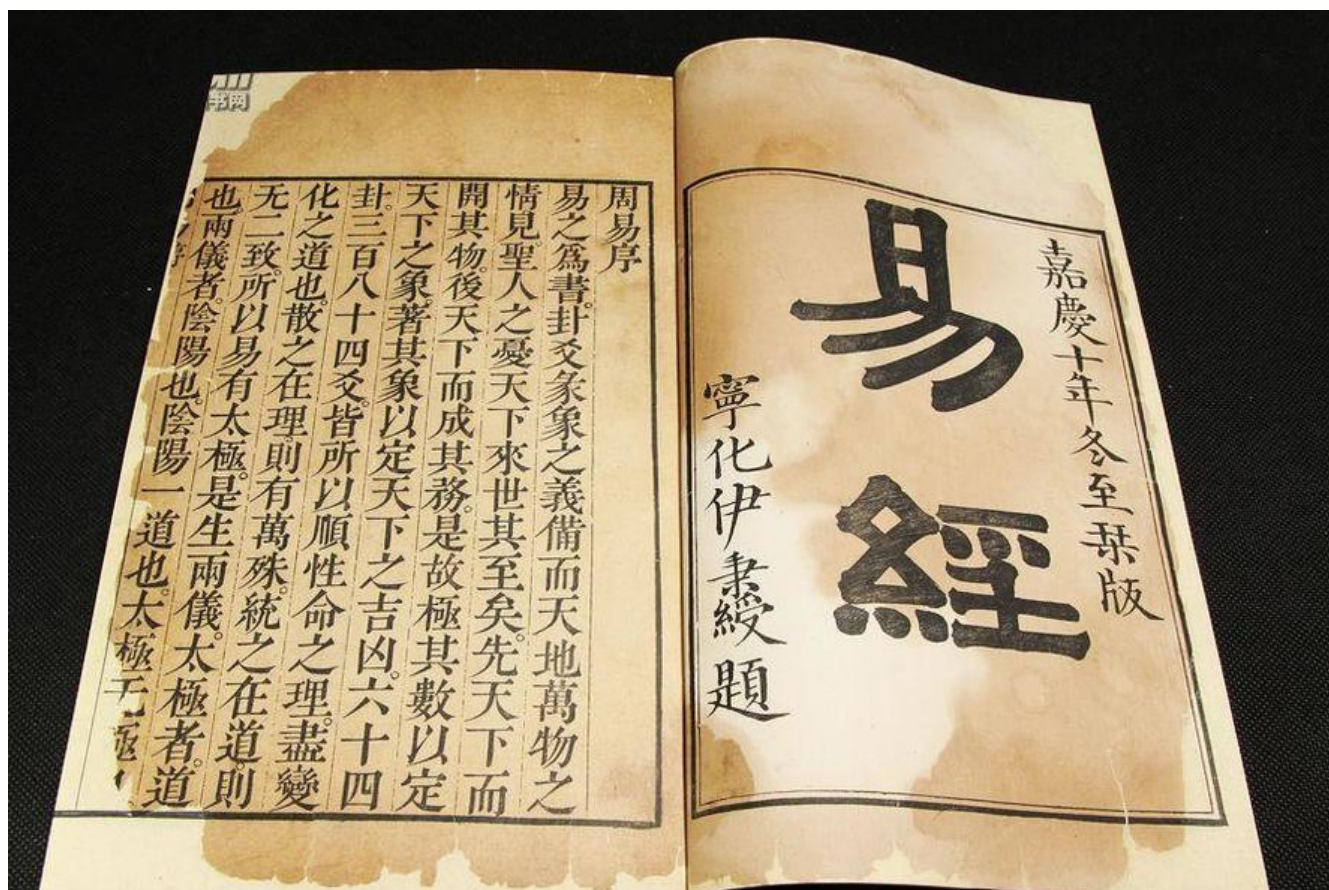 嘉慶十年冬至栞版
易經
寧化伊秉綬題
周易序
易之爲書。卦爻彖象之義備而天地萬物之
情見。聖人之憂天下來世其至矣。先天下而
開其物。後天下而成其務。是故極其數以定
天下之象。著其象以定天下之吉凶。六十四
卦。三百八十四爻。皆所以順性命之理。盡變
化之道也。散之在理。則有萬殊。統之在道。則
无二致。所以易有太極。是生兩儀。太極者。道
也。兩儀者。陰陽也。陰陽一道也。太極无極
书网